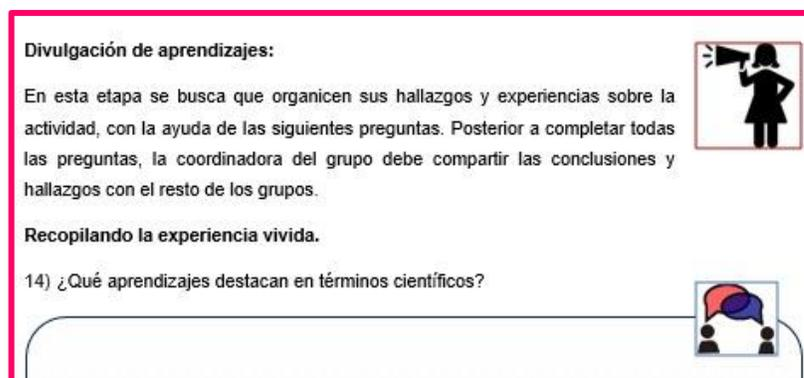 Divulgación de aprendizajes:
En esta etapa se busca que organicen sus hallazgos y experiencias sobre la
actividad, con la ayuda de las siguientes preguntas. Posterior a completar todas
las preguntas, la coordinadora del grupo debe compartir las conclusiones y
hallazgos con el resto de los grupos.
Recopilando la experiencia vivida.
14) ¿Qué aprendizajes destacan en términos científicos?